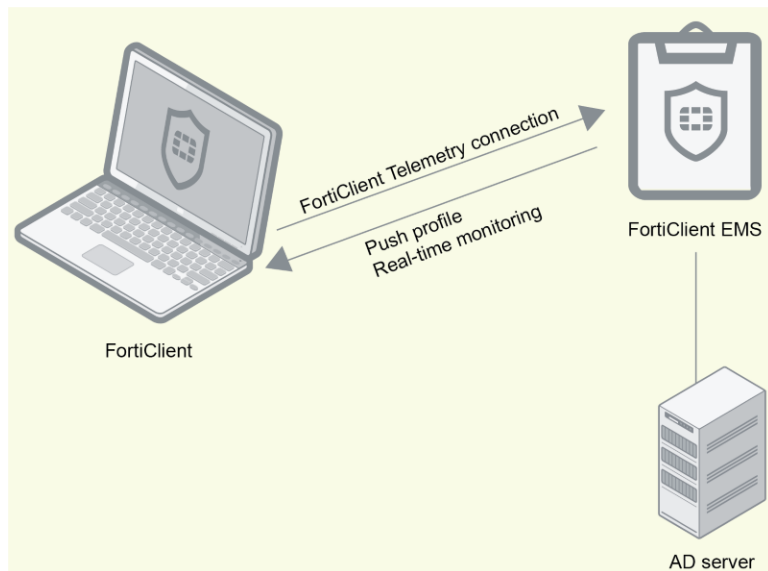 FortiClient Telemetry connection
Push profile
Real-time monitoring
FortiClient EMS
FortiClient
AD server